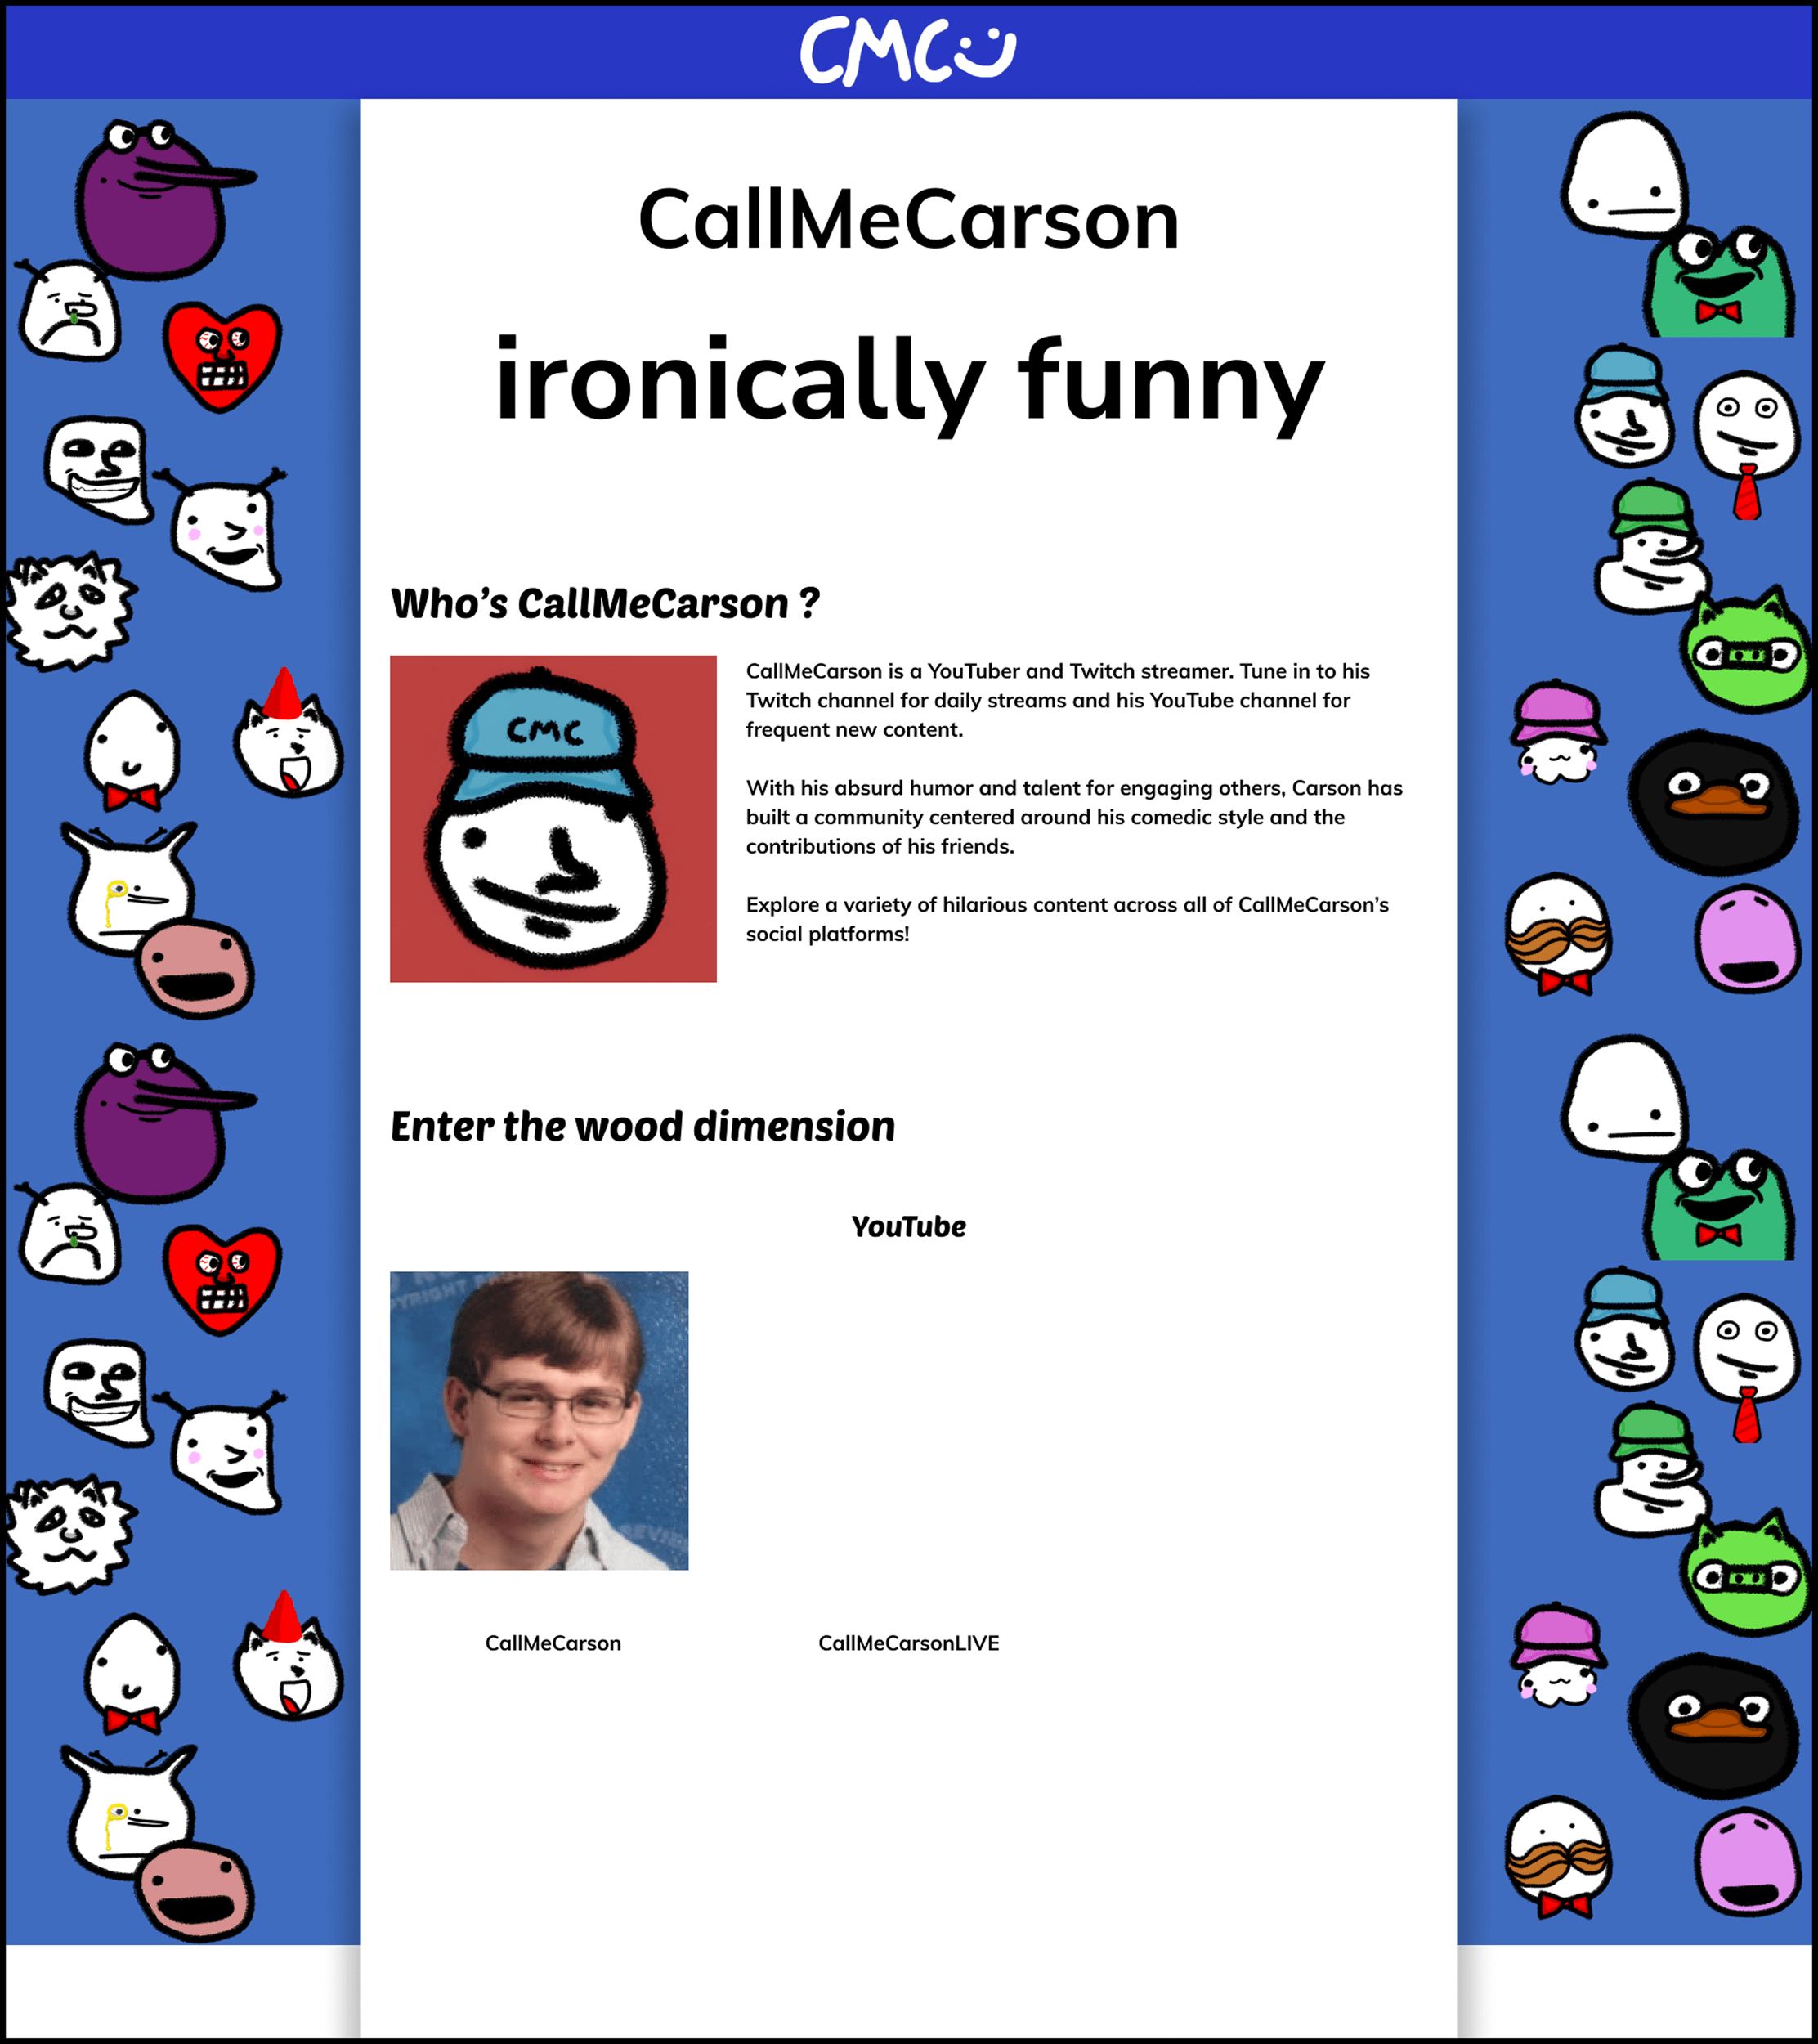 CMC
CallMeCarson
ironically funny
Who’s CallMeCarson ?
CMC
CallMeCarson is a YouTuber and Twitch streamer. Tune in to his
Twitch channel for daily streams and his YouTube channel for
frequent new content.
With his absurd humor and talent for engaging others, Carson has
built a community centered around his comedic style and the
contributions of his friends.
Explore a variety of hilarious content across all of CallMeCarson’s
social platforms!
Enter the wood dimension
YouTube
CallMeCarson
CallMeCarsonLIVE